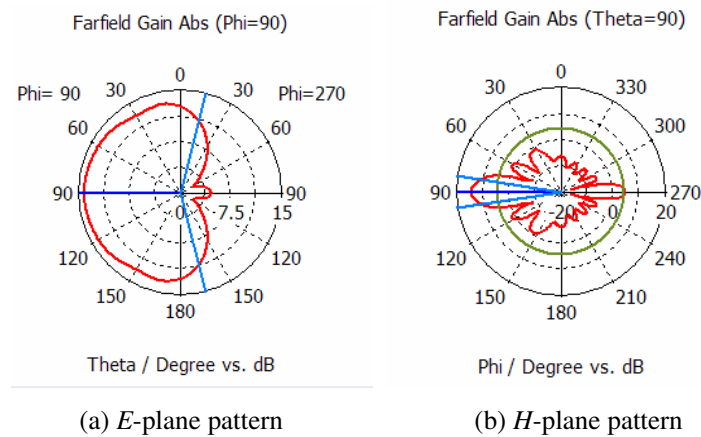 Farfield Gain Abs (Phi=90)
Phi= 90 30 0 30 Phi=270
60 60
90 0 7.5 15 90
120 120
150 180 150
Theta / Degree vs. dB
(a) E-plane pattern
Farfield Gain Abs (Theta=90)
0
30 330
60 300
90 -20 0 20 270
120 240
150 210
180
Phi / Degree vs. dB
(b) H-plane pattern